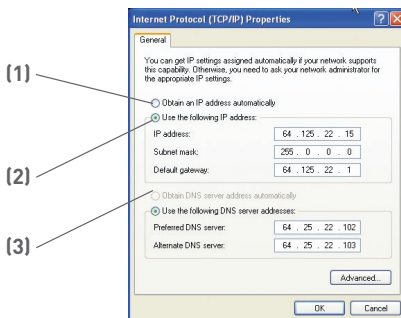 Internet Protocol (TCP/IP) Properties
General
You can get IP settings assigned automatically if your network supports
this capability. Otherwise, you need to ask your network administrator for
the appropriate IP settings.
(1)
Obtain an IP address automatically
Use the following IP address:
IP address: 64 . 125 . 22 . 15
(2)
Subnet mask: 255 . 0 . 0 . 0
Default gateway: 64 . 125 . 22 . 1
Obtain DNS server address automatically
Use the following DNS server addresses:
(3)
Preferred DNS server: 64 . 25 . 22 . 102
Alternate DNS server: 64 . 25 . 22 . 103
Advanced...
OK Cancel